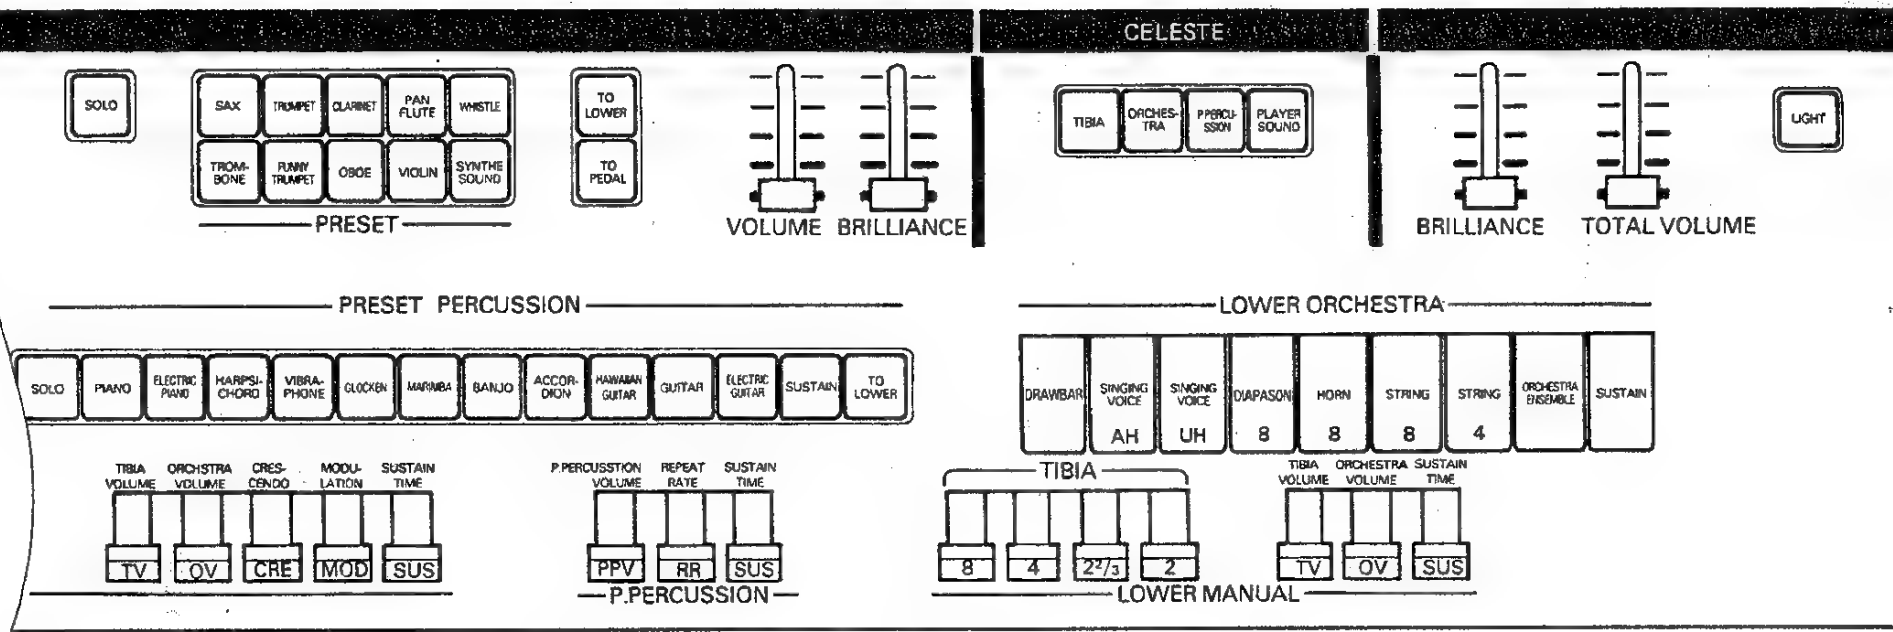 CELESTE
SOLO
SAX TRUMPET CLARINET PAN FLUTE WHISTLE
TROM-BONE FUNNY TRUMPET OBOE VIOLIN SYNTHE SOUND
PRESET
TO LOWER
TO PEDAL
VOLUME BRILLIANCE
TIBIA ORCHES-TRA P.PERCU-SSION PLAYER SOUND
BRILLIANCE TOTAL VOLUME
LIGHT
PRESET PERCUSSION
SOLO PIANO ELECTRIC PIANO HARPSI-CHORD VIBRA-PHONE GLOCKEN MARIMBA BANJO ACCOR-DION HAWAIIAN GUITAR GUITAR ELECTRIC GUITAR SUSTAIN TO LOWER
LOWER ORCHESTRA
DRAWBAR SINGING VOICE AH SINGING VOICE UH DIAPASON 8 HORN 8 STRING 8 STRING 4 ORCHESTRA ENSEMBLE SUSTAIN
TIBIA VOLUME ORCHSTRA VOLUME CRES-CENDO MODU-LATION SUSTAIN TIME
TV OV CRE MOD SUS
P.PERCUSSTION VOLUME REPEAT RATE SUSTAIN TIME
PPV RR SUS
P.PERCUSSION
TIBIA
8 4 2²/₃ 2
TIBIA VOLUME ORCHESTRA VOLUME SUSTAIN TIME
TV OV SUS
LOWER MANUAL